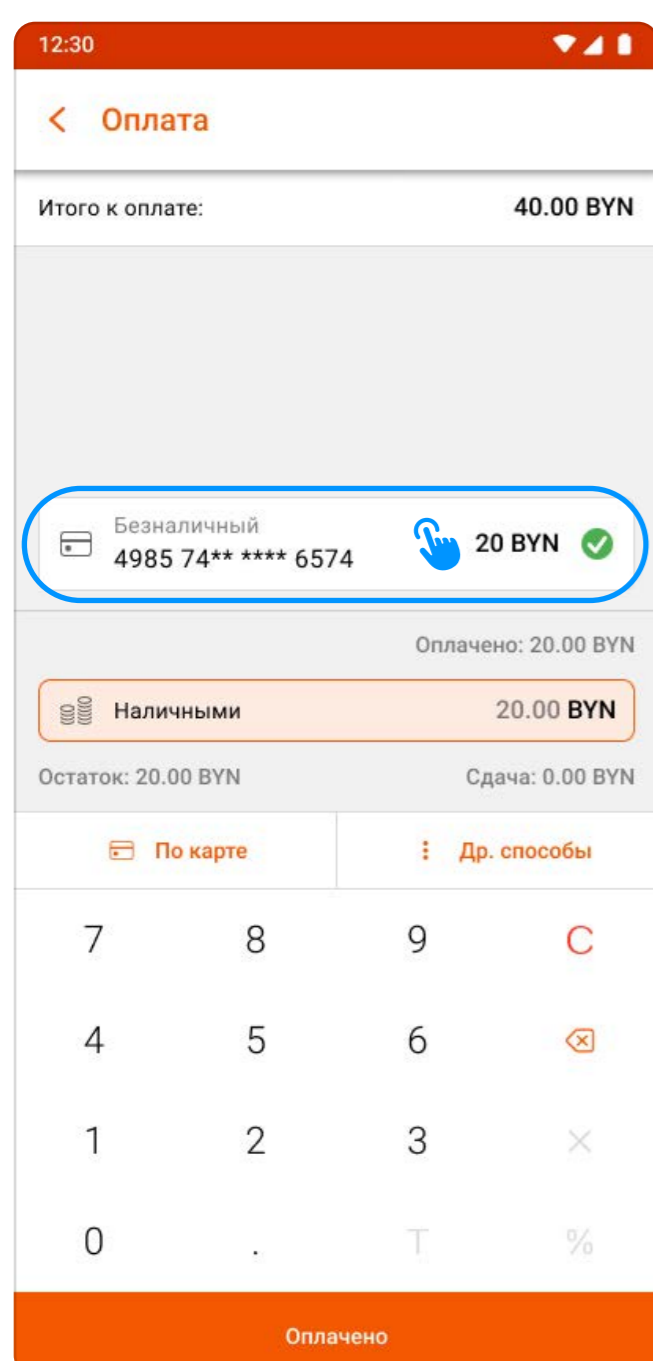 12:30
Оплата
Итого к оплате: 40.00 BYN
Безналичный
4985 74** **** 6574 20 BYN
Оплачено: 20.00 BYN
Наличными 20.00 BYN
Остаток: 20.00 BYN Сдача: 0.00 BYN
По карте Др. способы
7 8 9 C
4 5 6
1 2 3 ×
0 . T %
Оплачено